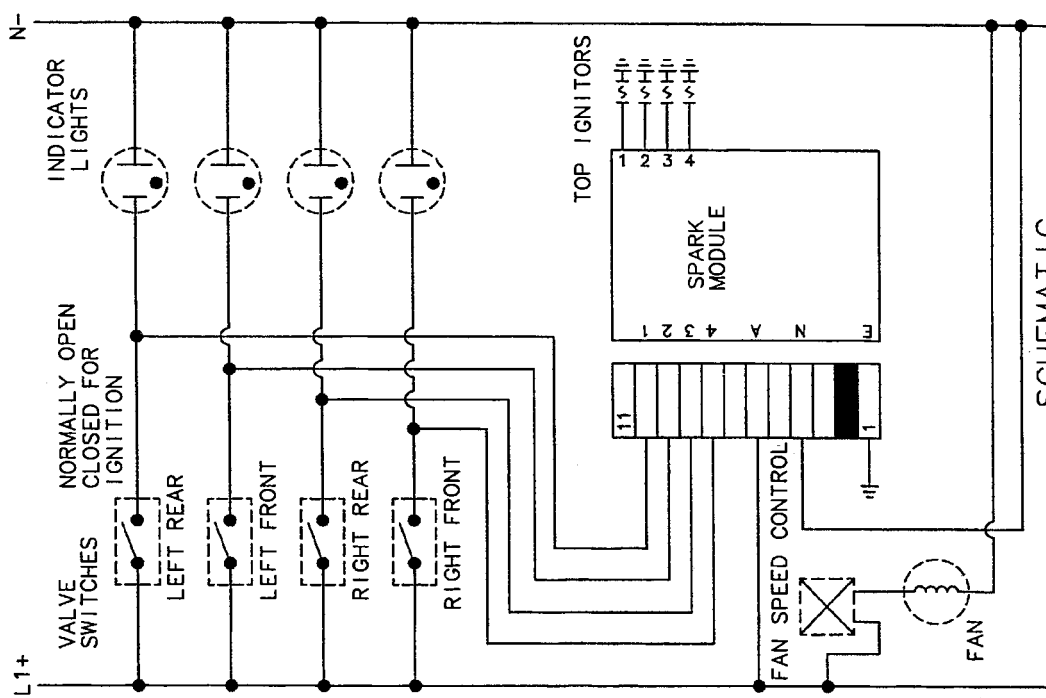 N-
INDICATOR
LIGHTS
NORMALLY OPEN
CLOSED FOR
IGNITION
VALVE
SWITCHES
LEFT REAR
LEFT FRONT
RIGHT REAR
RIGHT FRONT
L1+
TOP IGNITORS
1
2
3
4
SPARK
MODULE
1
2
3
4
A
N
E
11
1
FAN SPEED CONTROL
FAN